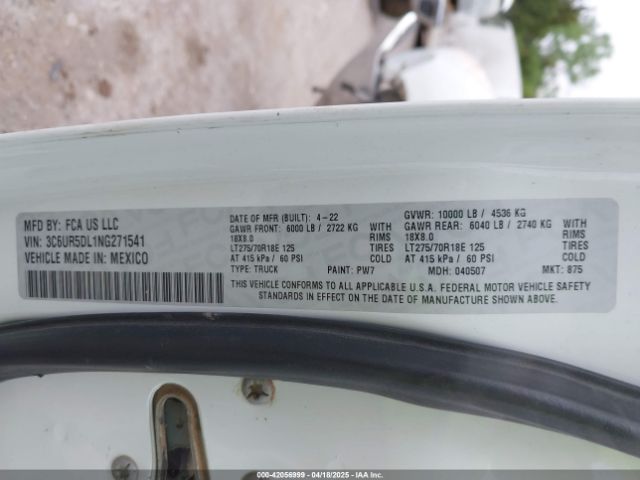 MFD BY: FCA US LLC
VIN: 3C6UR5DL1NG271541
VEHICLE MADE IN: MEXICO
DATE OF MFR (BUILT): 4-22
GAWR FRONT: 6000 LB / 2722 KG WITH
18X8.0 RIMS
LT275/70R18E 125 TIRES
AT 415 kPa / 60 PSI COLD
TYPE: TRUCK PAINT: PW7
GVWR: 10000 LB / 4536 KG
GAWR REAR: 6040 LB / 2740 KG WITH
18X8.0 RIMS
LT275/70R18E 125 TIRES
AT 415 kPa / 60 PSI COLD
MDH: 040507 MKT: 875
THIS VEHICLE CONFORMS TO ALL APPLICABLE U.S.A. FEDERAL MOTOR VEHICLE SAFETY
STANDARDS IN EFFECT ON THE DATE OF MANUFACTURE SHOWN ABOVE.
000-42056999 - 04/18/2025 - IAAI.COM